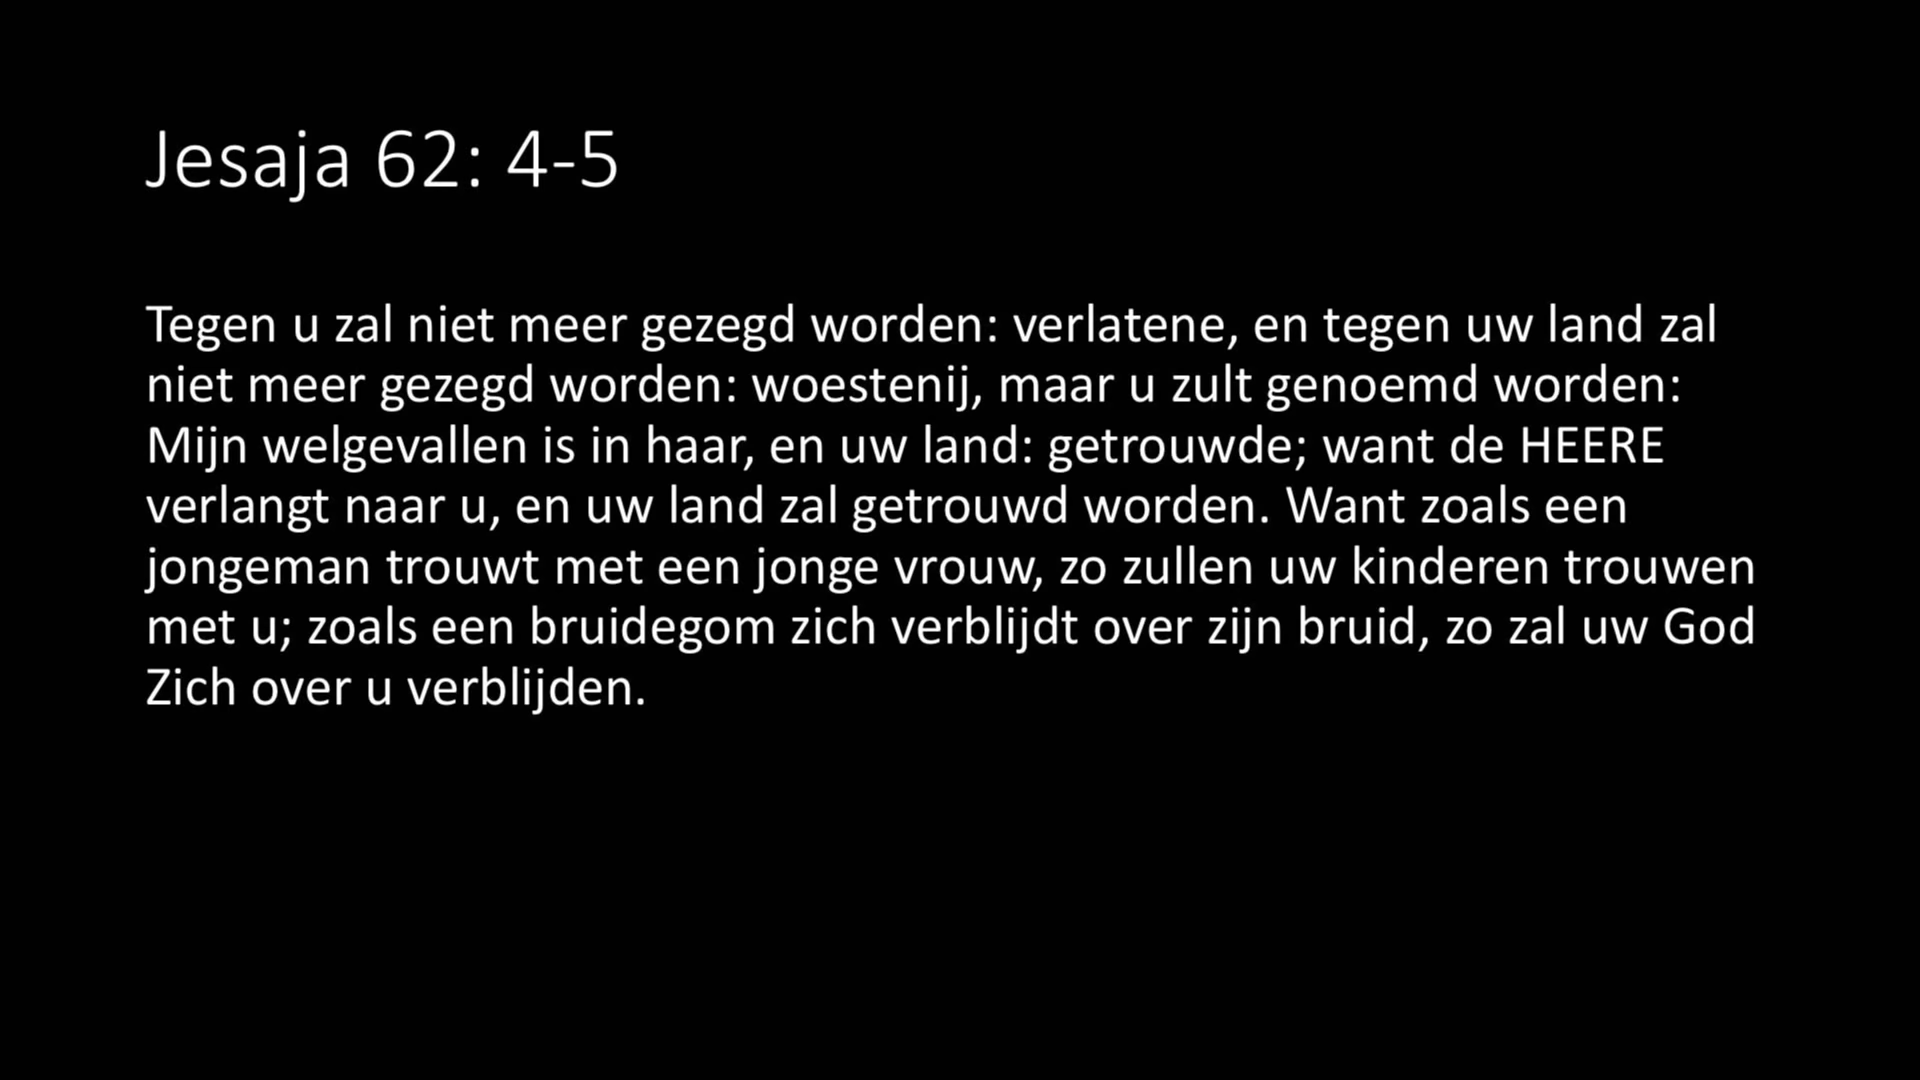 Jesaja 62: 4-5
Tegen u zal niet meer gezegd worden: verlatene, en tegen uw land zal
niet meer gezegd worden: woestenij, maar u zult genoemd worden:
Mijn welgevallen is in haar, en uw land: getrouwde; want de HEERE
verlangt naar u, en uw land zal getrouwd worden. Want zoals een
jongeman trouwt met een jonge vrouw, zo zullen uw kinderen trouwen
met u; zoals een bruidegom zich verblijdt over zijn bruid, zo zal uw God
Zich over u verblijden.